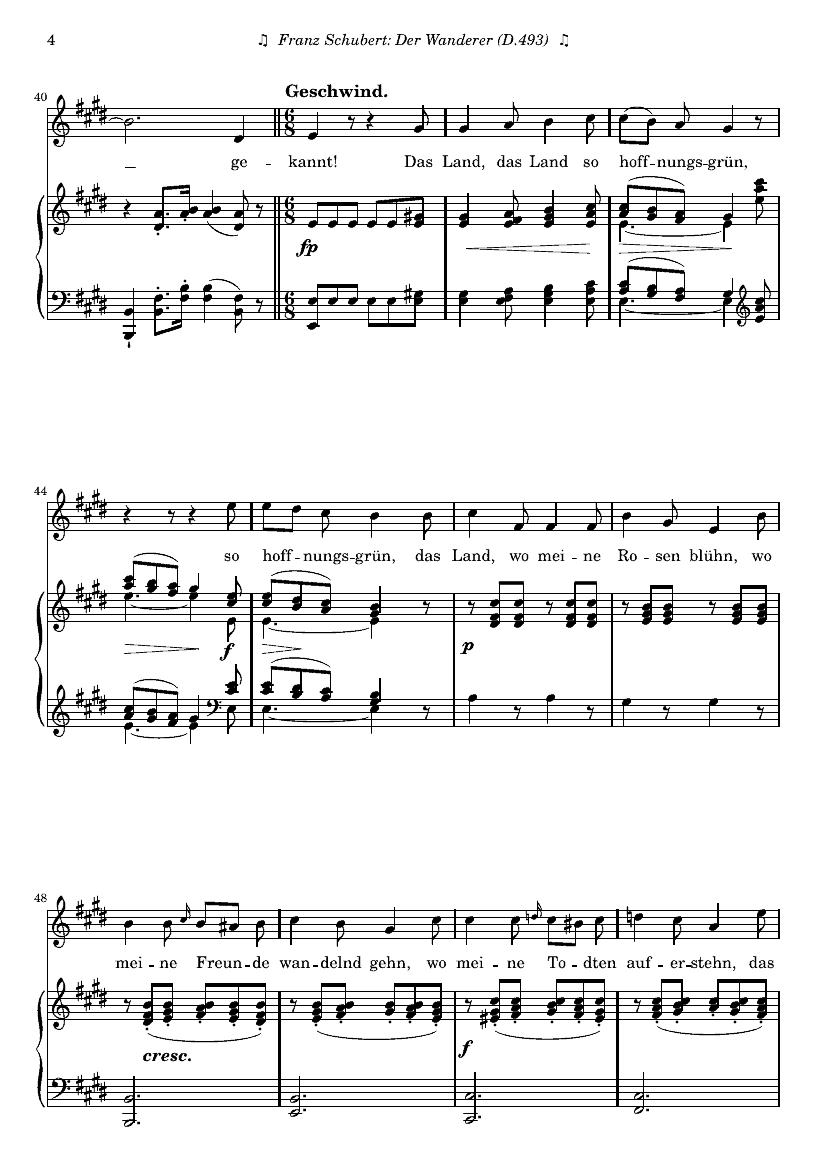 4 ♫ Franz Schubert: Der Wanderer (D.493) ♫
Geschwind.
40
ge - kannt! Das Land, das Land so hoff - nungs - grün,
fp
44
so hoff - nungs - grün, das Land, wo mei - ne Ro - sen blühn, wo
f p
48
mei - ne Freun - de wan - delnd gehn, wo mei - ne To - dten auf - er - stehn, das
cresc. f